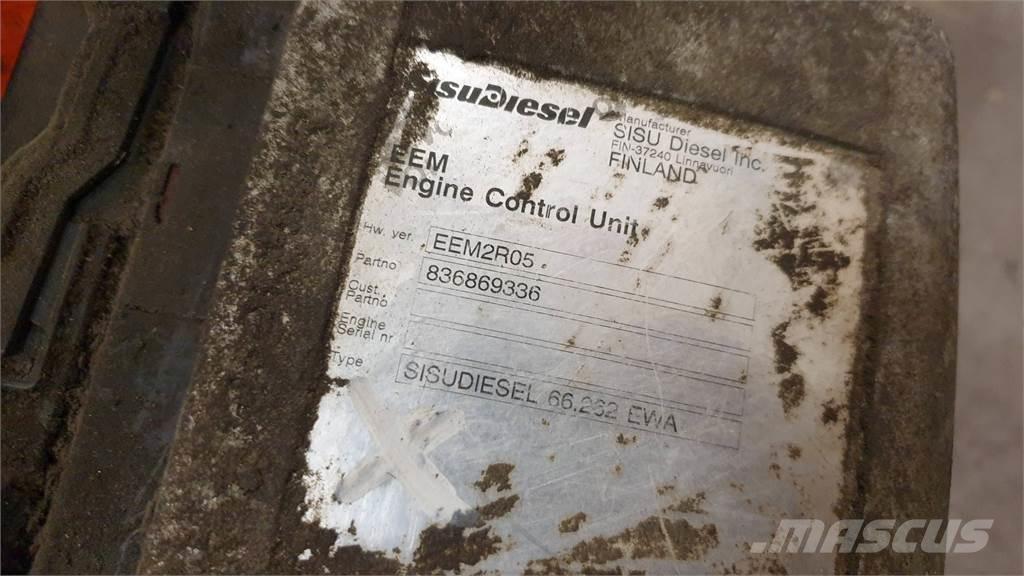 SisuDiesel
Manufacturer
SISU Diesel Inc.
FIN-37240 Linnavuori
FINLAND
EEM
Engine Control Unit
Hw. ver. EEM2R05
Partno 836869336
Cust.
Partno
Engine
Serial nr
Type SISUDIESEL 66.232 EWA
MASCUS